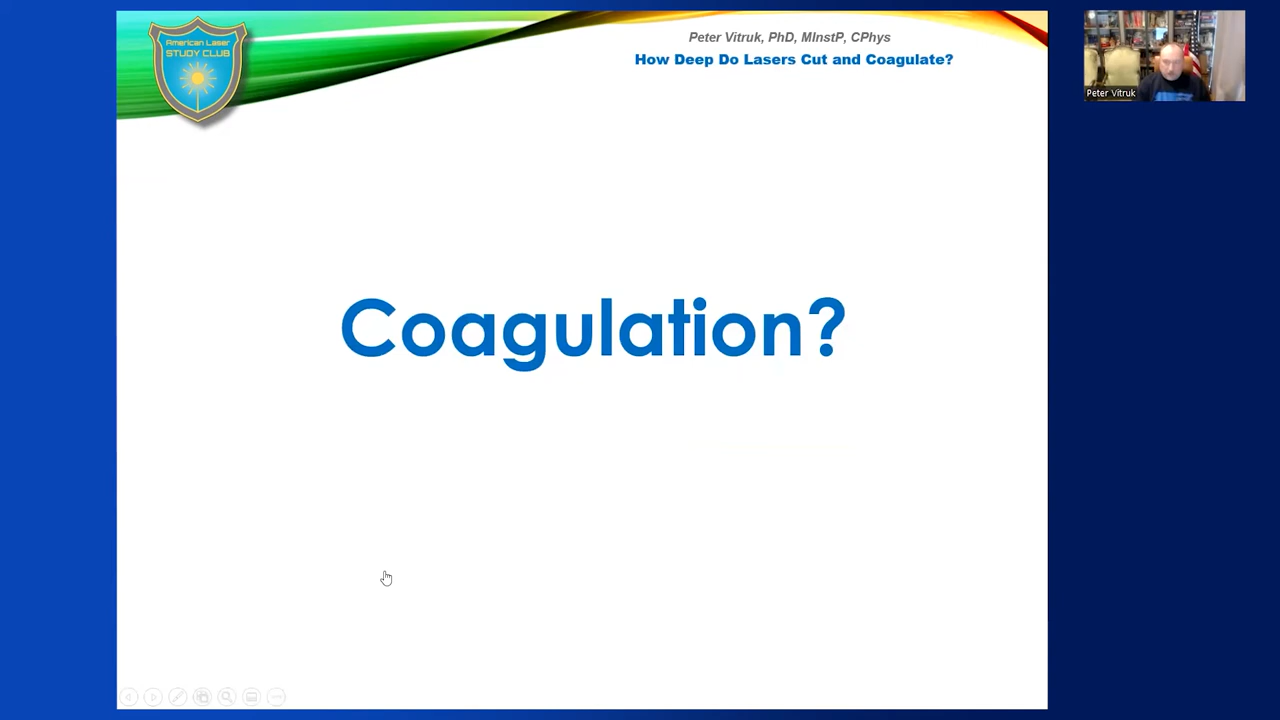 American Laser
STUDY CLUB
Peter Vitruk, PhD, MInstP, CPhys
How Deep Do Lasers Cut and Coagulate?
Peter Vitruk
Coagulation?